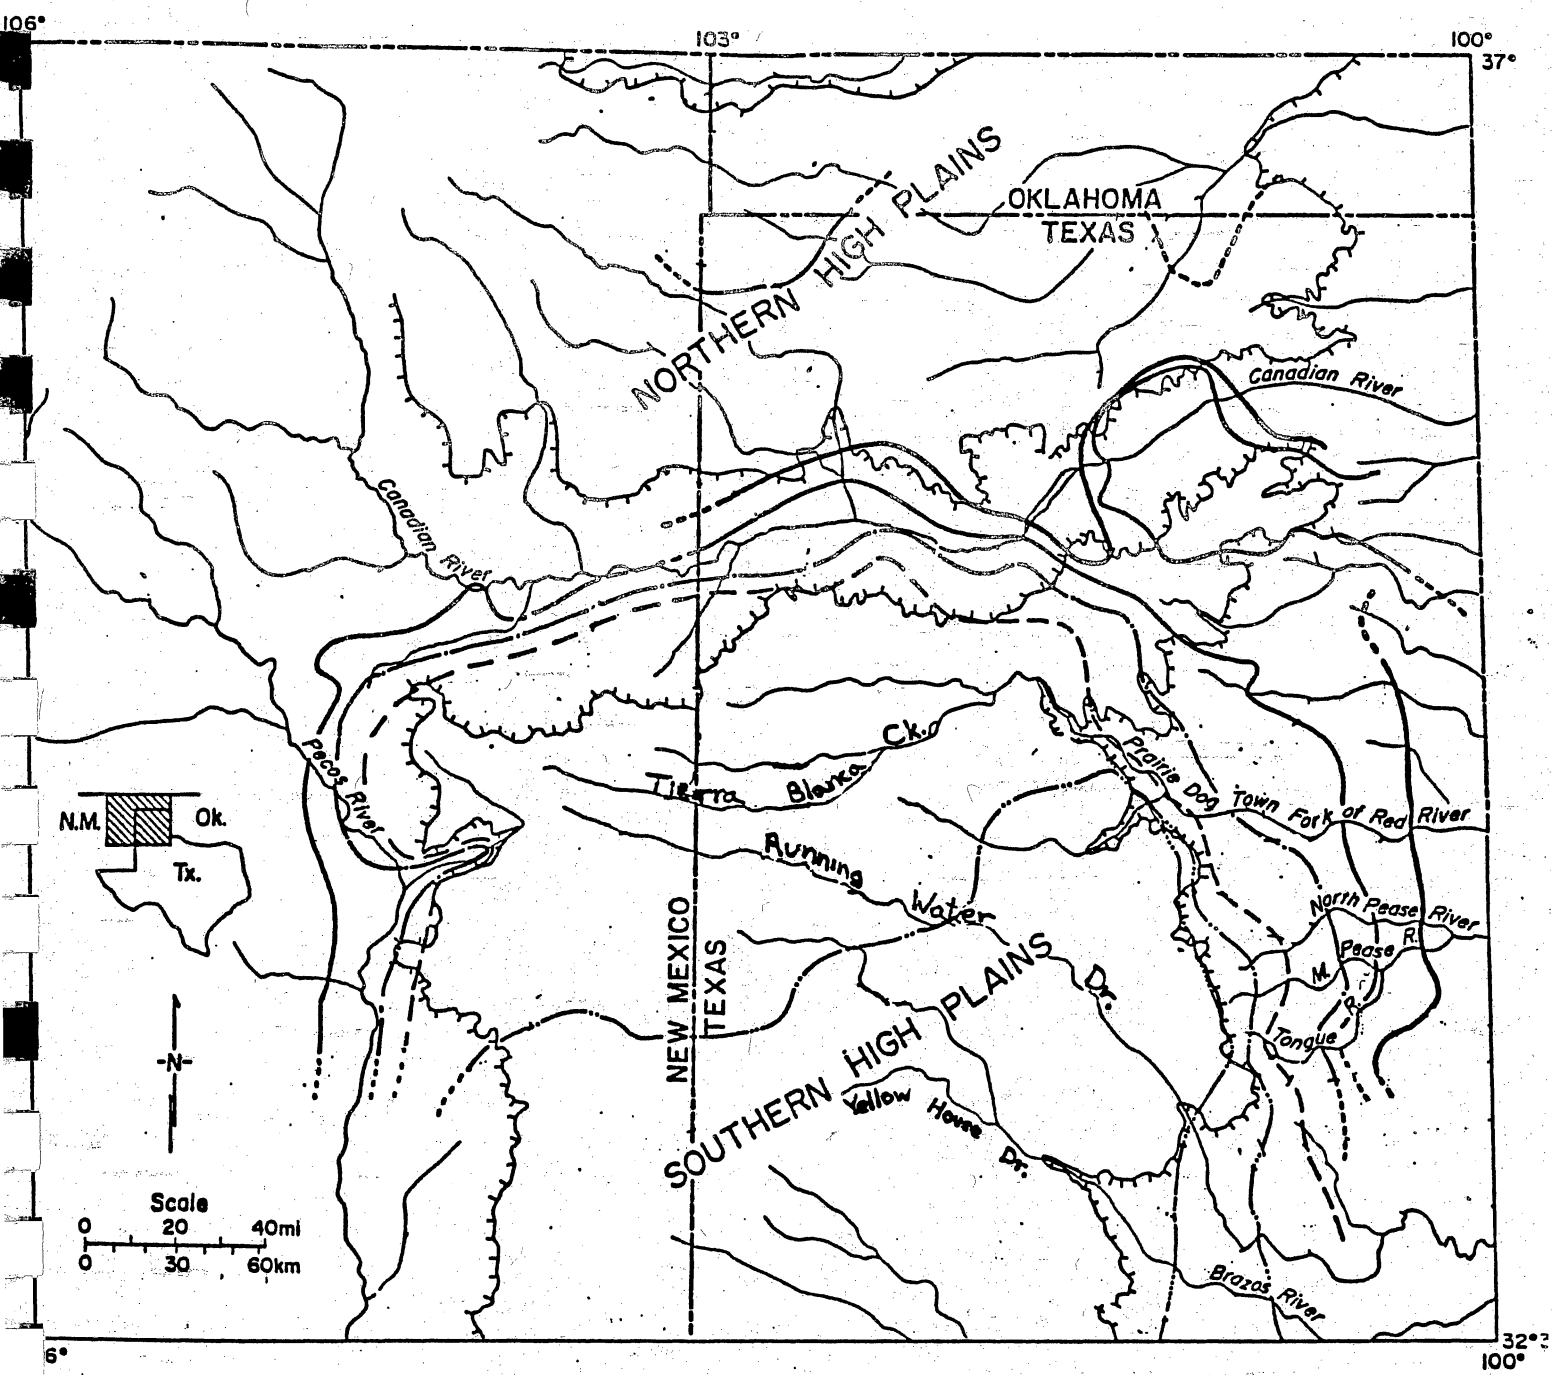 106°
103°
100°
37°
NORTHERN HIGH PLAINS
OKLAHOMA
TEXAS
Canadian River
Canadian River
Pecos River
Tierra Blanca Ck.
Prairie Dog Town Fork of Red River
N.M.
Ok.
Tx.
Running Water Dr.
North Pease River
M. Pease R.
Tongue R.
NEW MEXICO
TEXAS
SOUTHERN HIGH PLAINS
Yellow House Dr.
-N-
Scale
0 20 40mi
0 30 60km
Brazos River
6°
32°
100°